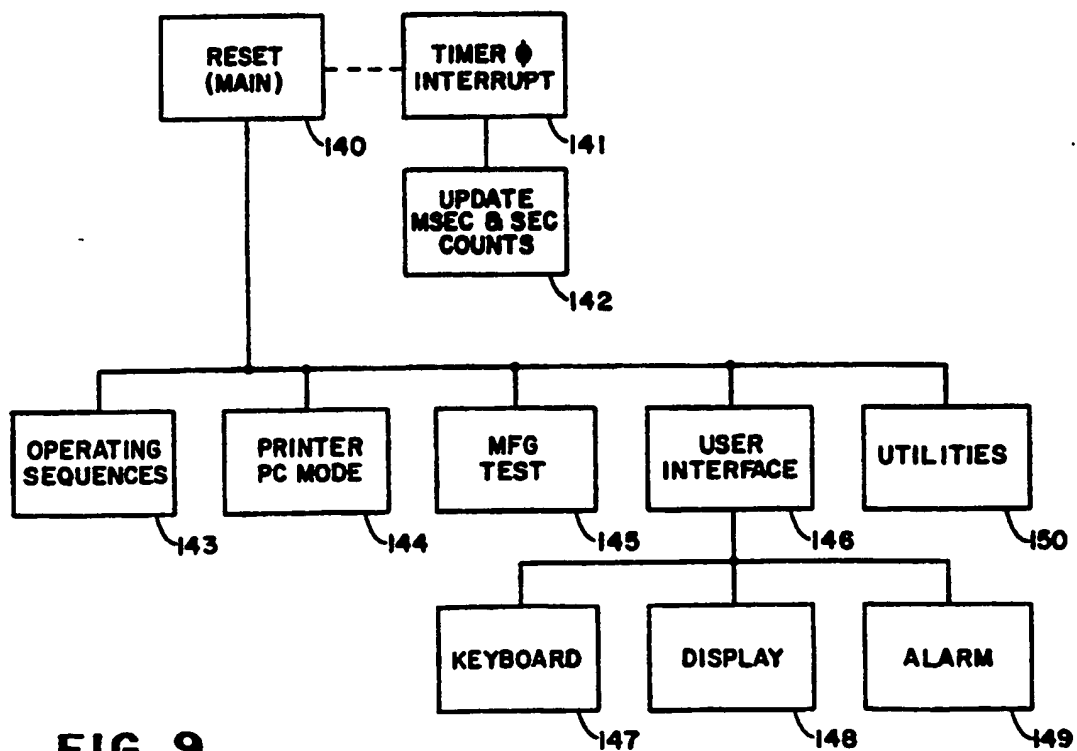 RESET
(MAIN)
140
TIMER ϕ
INTERRUPT
141
UPDATE
MSEC & SEC
COUNTS
142
OPERATING
SEQUENCES
143
PRINTER
PC MODE
144
MFG
TEST
145
USER
INTERFACE
146
UTILITIES
150
KEYBOARD
147
DISPLAY
148
ALARM
149
FIG. 9